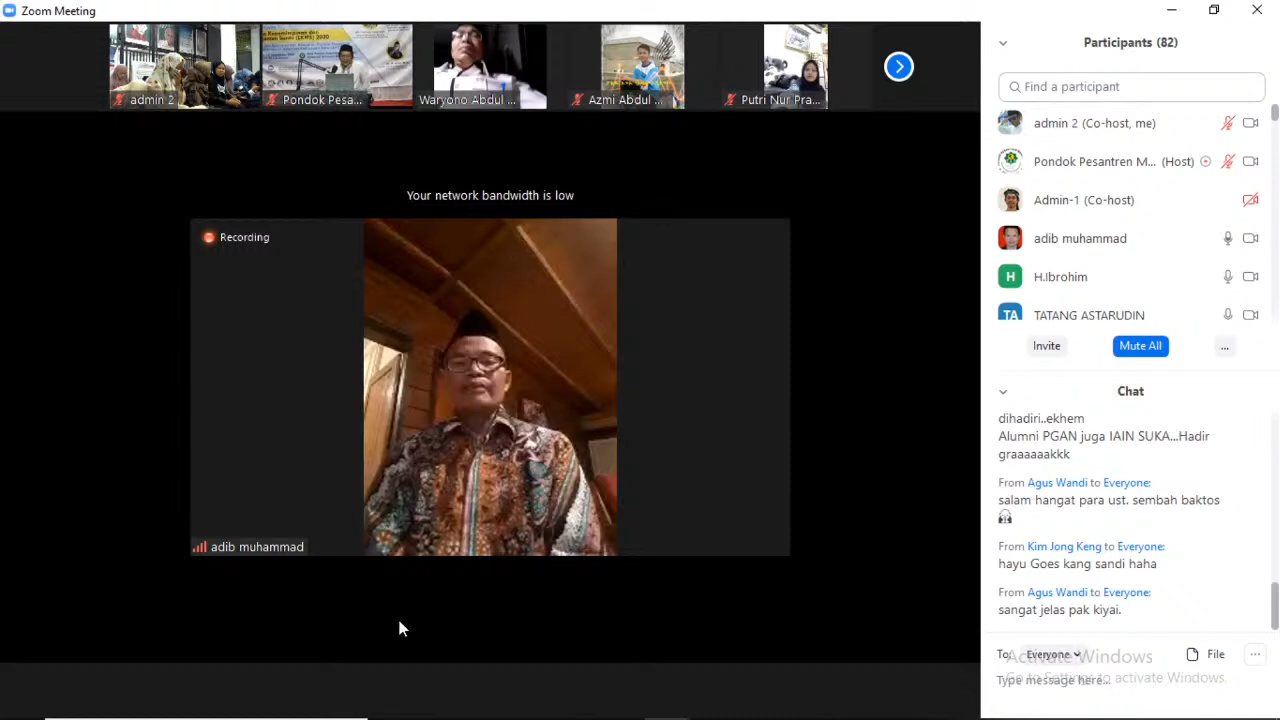 Zoom Meeting
admin 2
Pondok Pesa...
Waryono Abdul ...
Azmi Abdul ...
Putri Nur Pra...
Your network bandwidth is low
Recording
adib muhammad
Participants (82)
Find a participant
admin 2 (Co-host, me)
Pondok Pesantren M... (Host)
Admin-1 (Co-host)
adib muhammad
H H.Ibrohim
TA TATANG ASTARUDIN
Invite
Mute All
...
Chat
dihadiri..ekhem
Alumni PGAN juga IAIN SUKA...Hadir
graaaaaakkk
From Agus Wandi to Everyone:
salam hangat para ust. sembah baktos
From Kim Jong Keng to Everyone:
hayu Goes kang sandi haha
From Agus Wandi to Everyone:
sangat jelas pak kiyai.
To: Everyone
File
...
Type message here...
Activate Windows
Go to Settings to activate Windows.